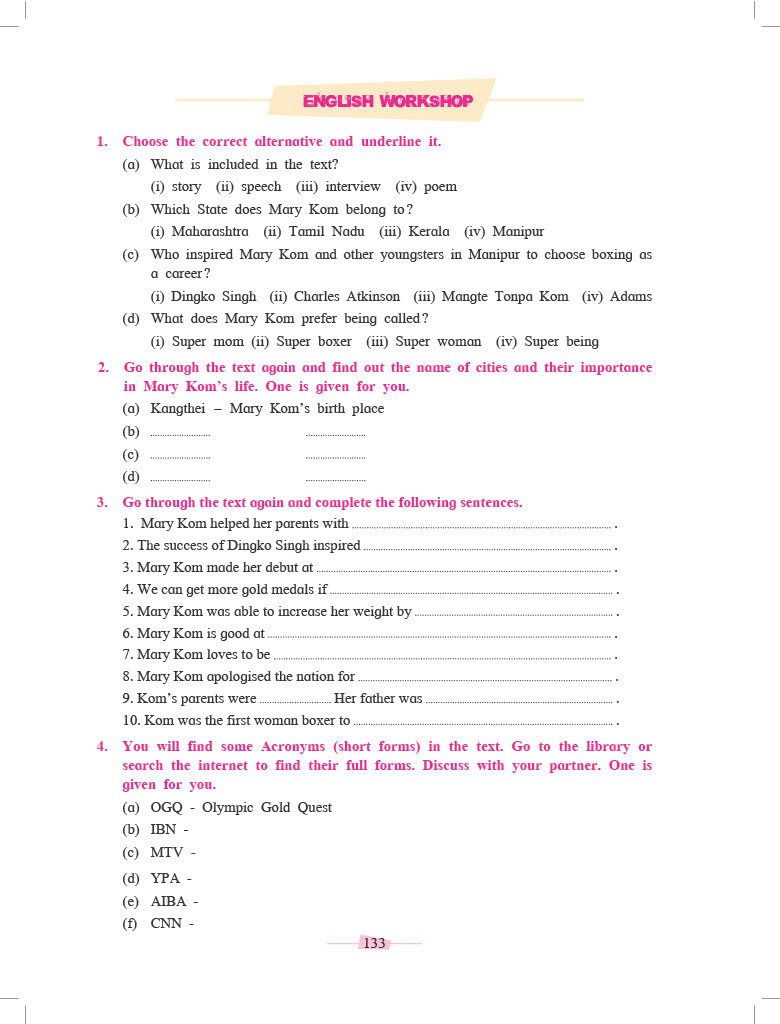 ENGLISH WORKSHOP
1. Choose the correct alternative and underline it.
(a) What is included in the text?
(i) story (ii) speech (iii) interview (iv) poem
(b) Which State does Mary Kom belong to?
(i) Maharashtra (ii) Tamil Nadu (iii) Kerala (iv) Manipur
(c) Who inspired Mary Kom and other youngsters in Manipur to choose boxing as
a career?
(i) Dingko Singh (ii) Charles Atkinson (iii) Mangte Tonpa Kom (iv) Adams
(d) What does Mary Kom prefer being called?
(i) Super mom (ii) Super boxer (iii) Super woman (iv) Super being
2. Go through the text again and find out the name of cities and their importance
in Mary Kom's life. One is given for you.
(a) Kangthei – Mary Kom's birth place
(b) ......................... .........................
(c) ......................... .........................
(d) ......................... .........................
3. Go through the text again and complete the following sentences.
1. Mary Kom helped her parents with ......................... .
2. The success of Dingko Singh inspired ......................... .
3. Mary Kom made her debut at ......................... .
4. We can get more gold medals if ......................... .
5. Mary Kom was able to increase her weight by ......................... .
6. Mary Kom is good at ......................... .
7. Mary Kom loves to be ......................... .
8. Mary Kom apologised the nation for ......................... .
9. Kom's parents were ......................... Her father was ......................... .
10. Kom was the first woman boxer to ......................... .
4. You will find some Acronyms (short forms) in the text. Go to the library or
search the internet to find their full forms. Discuss with your partner. One is
given for you.
(a) OGQ - Olympic Gold Quest
(b) IBN -
(c) MTV -
(d) YPA -
(e) AIBA -
(f) CNN -
133